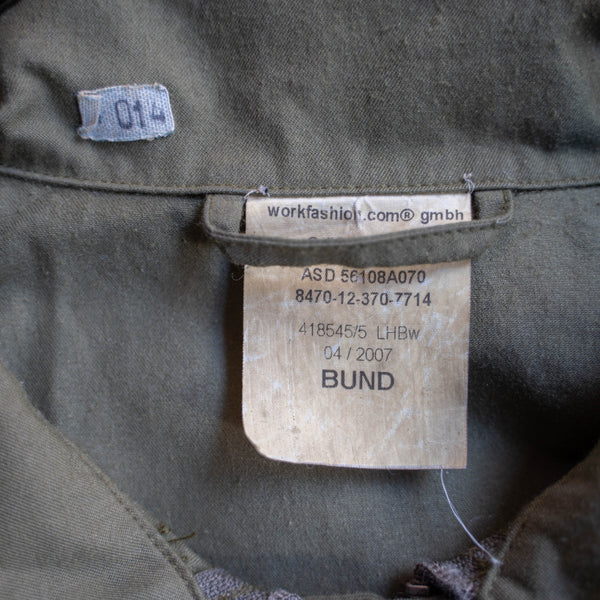 014
workfashion.com® gmbh
ASD 56108A070
8470-12-370-7714
418545/5 LHBw
04 / 2007
BUND